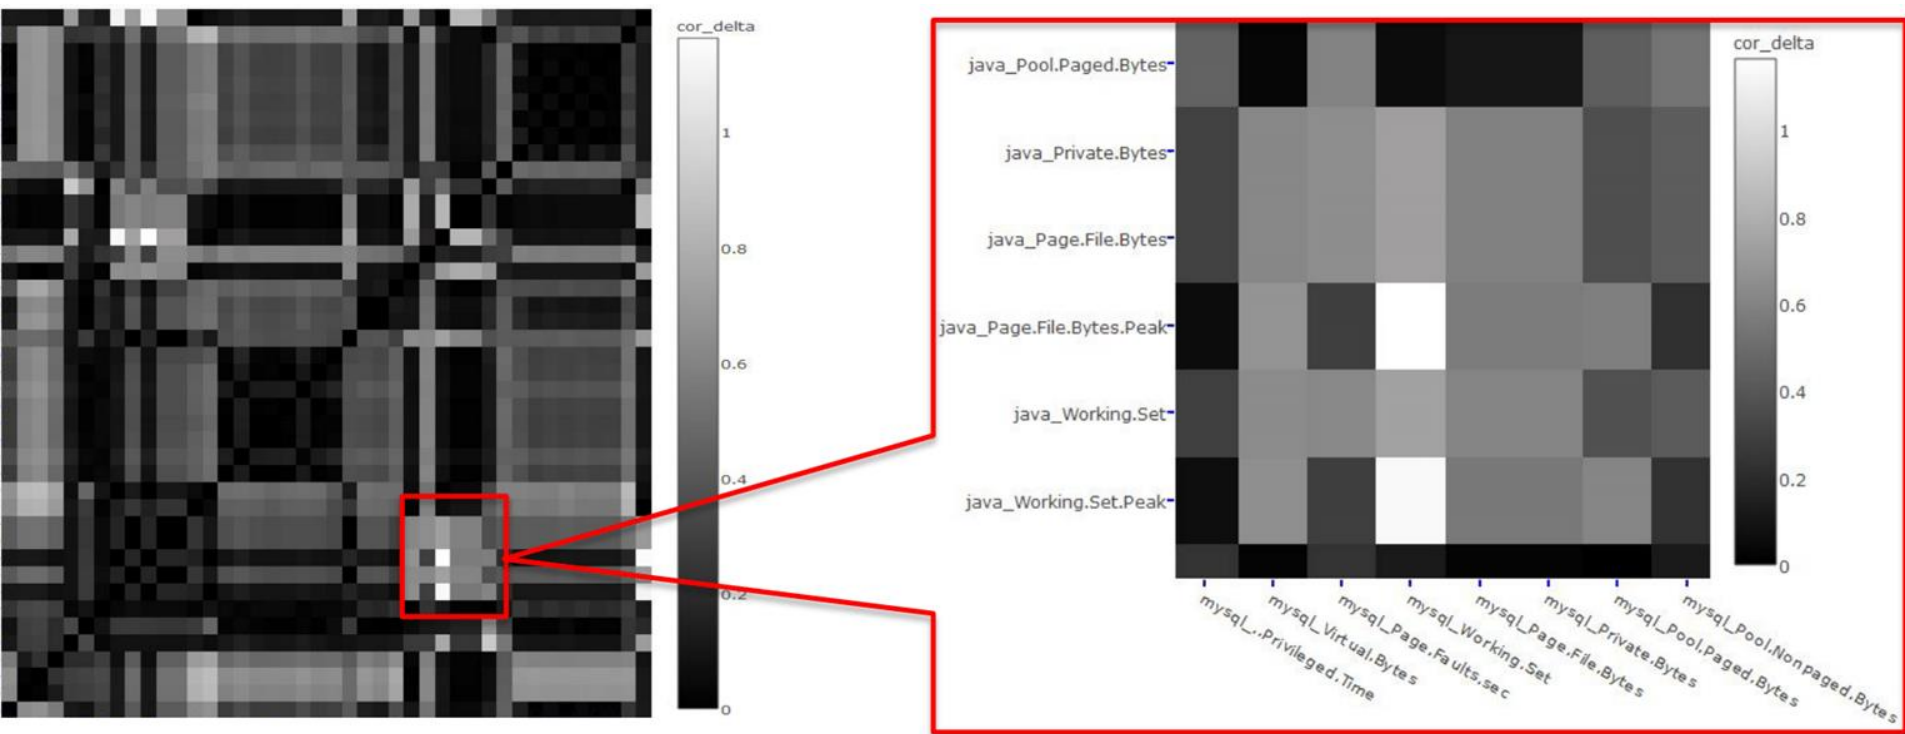 cor_delta
1
0.8
0.6
0.4
0.2
0
java_Pool.Paged.Bytes
java_Private.Bytes
java_Page.File.Bytes
java_Page.File.Bytes.Peak
java_Working.Set
java_Working.Set.Peak
mysql_..Privileged.Time
mysql_Virtual.Bytes
mysql_Page.Faults.sec
mysql_Working.Set
mysql_Page.File.Bytes
mysql_Private.Bytes
mysql_Pool.Paged.Bytes
mysql_Pool.Nonpaged.Bytes
cor_delta
1
0.8
0.6
0.4
0.2
0